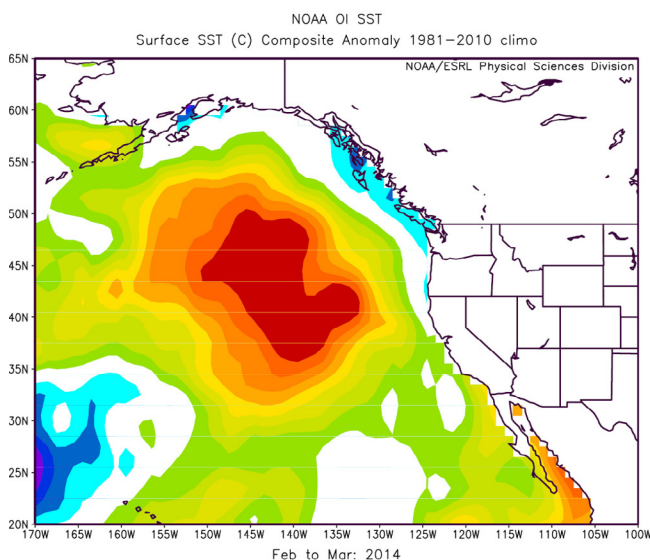 NOAA OI SST
Surface SST (C) Composite Anomaly 1981-2010 climo
NOAA/ESRL Physical Sciences Division
65N
60N
55N
50N
45N
40N
35N
30N
25N
20N
170W 165W 160W 155W 150W 145W 140W 135W 130W 125W 120W 115W 110W 105W 100W
Feb to Mar: 2014